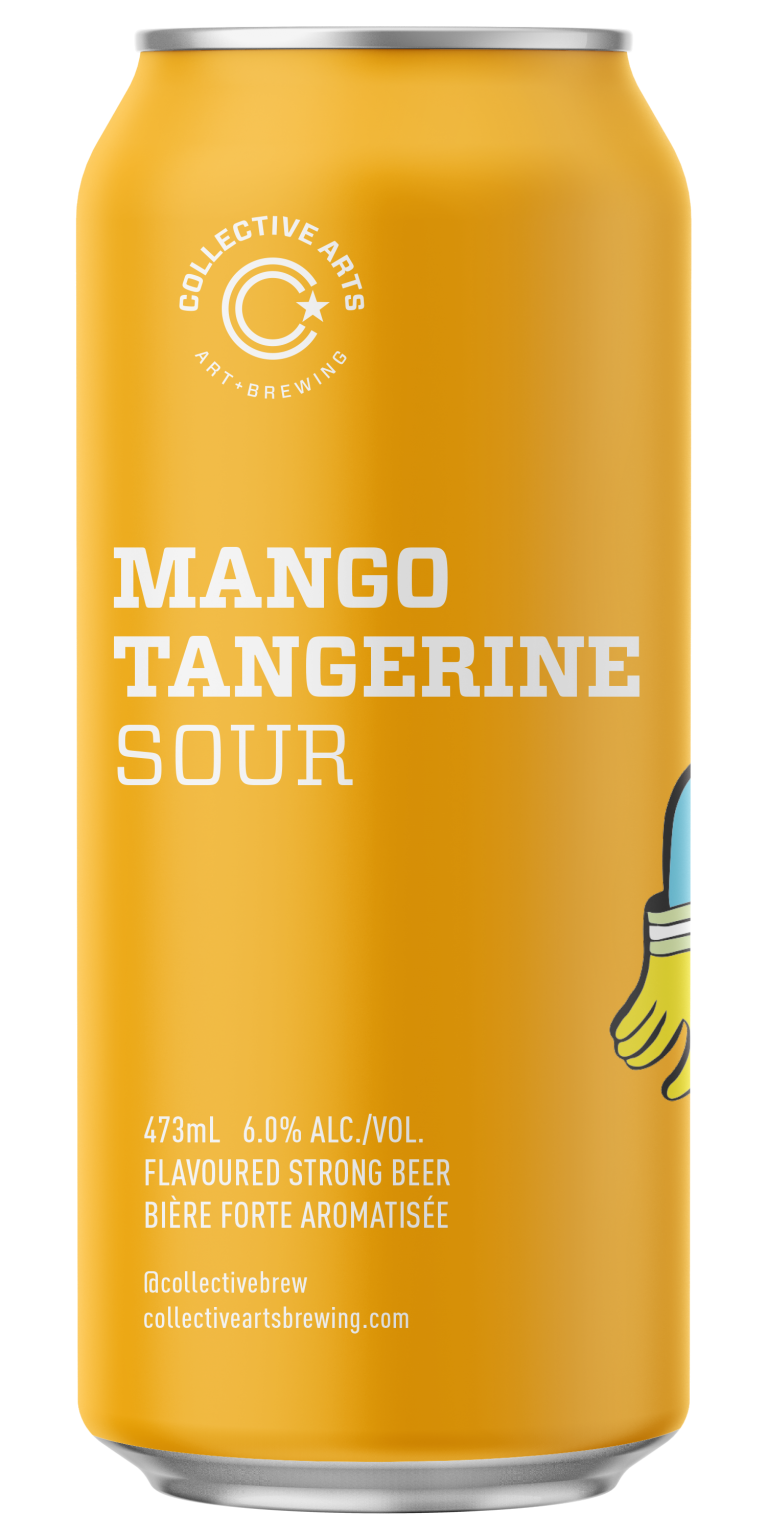 COLLECTIVE ARTS
ART+BREWING
MANGO
TANGERINE
SOUR
473mL 6.0% ALC./VOL.
FLAVOURED STRONG BEER
BIÈRE FORTE AROMATISÉE
@collectivebrew
collectiveartsbrewing.com